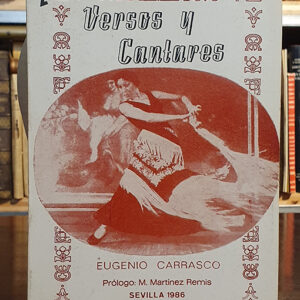 Versos y
Cantares
EUGENIO CARRASCO
Prólogo: M. Martínez Remis
SEVILLA 1986